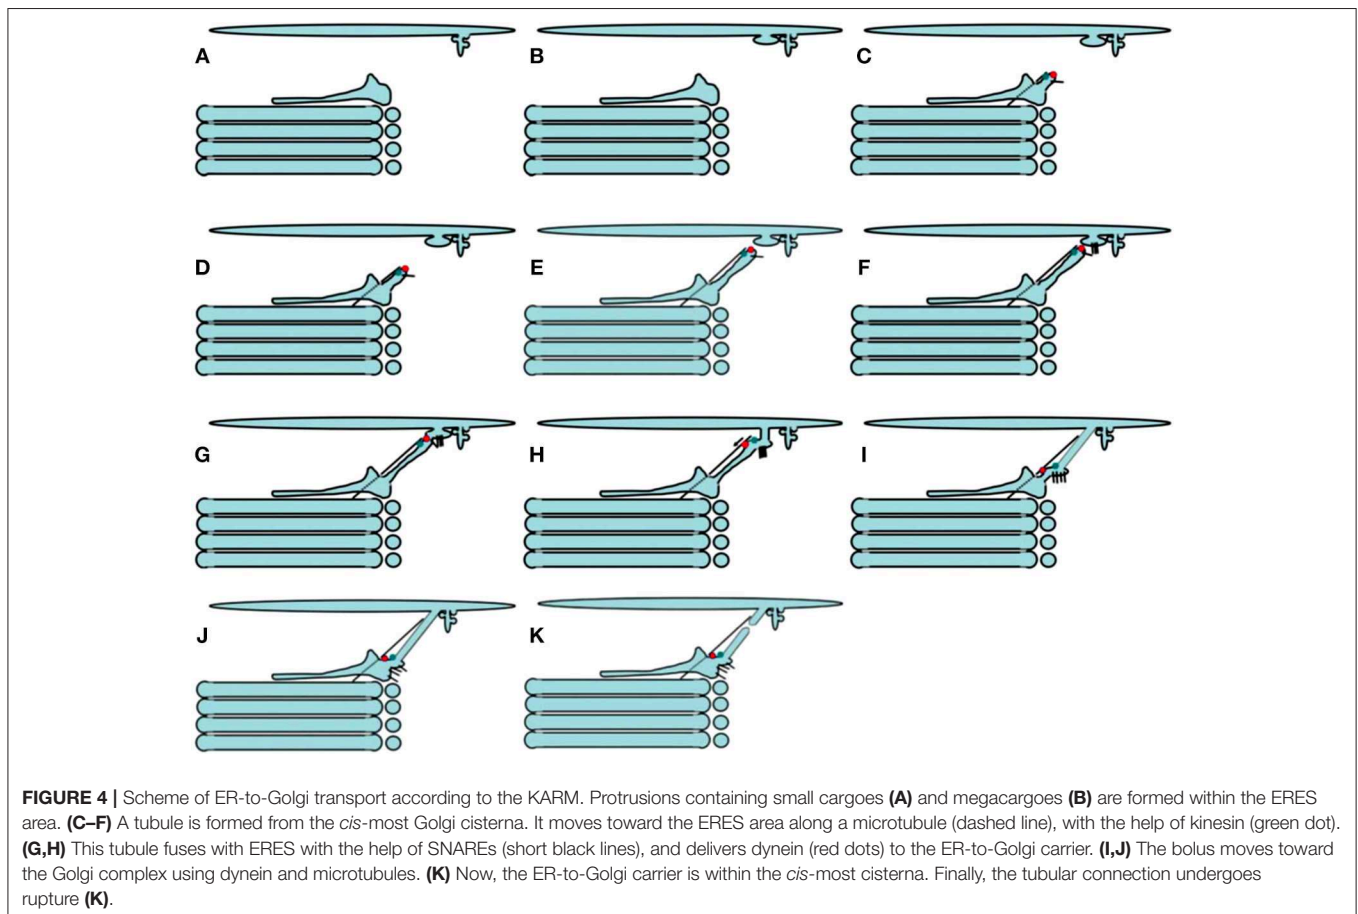 A
B
C
D
E
F
G
H
I
J
K
FIGURE 4 | Scheme of ER-to-Golgi transport according to the KARM. Protrusions containing small cargoes (A) and megacargoes (B) are formed within the ERES
area. (C–F) A tubule is formed from the cis-most Golgi cisterna. It moves toward the ERES area along a microtubule (dashed line), with the help of kinesin (green dot).
(G,H) This tubule fuses with ERES with the help of SNAREs (short black lines), and delivers dynein (red dots) to the ER-to-Golgi carrier. (I,J) The bolus moves toward
the Golgi complex using dynein and microtubules. (K) Now, the ER-to-Golgi carrier is within the cis-most cisterna. Finally, the tubular connection undergoes
rupture (K).